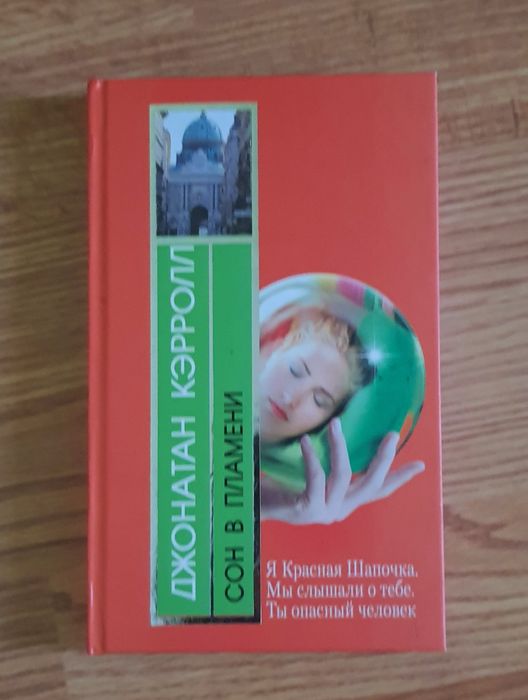 ДЖОНАТАН КЭРРОЛЛ
СОН В ПЛАМЕНИ
Я Красная Шапочка.
Мы слышали о тебе.
Ты опасный человек